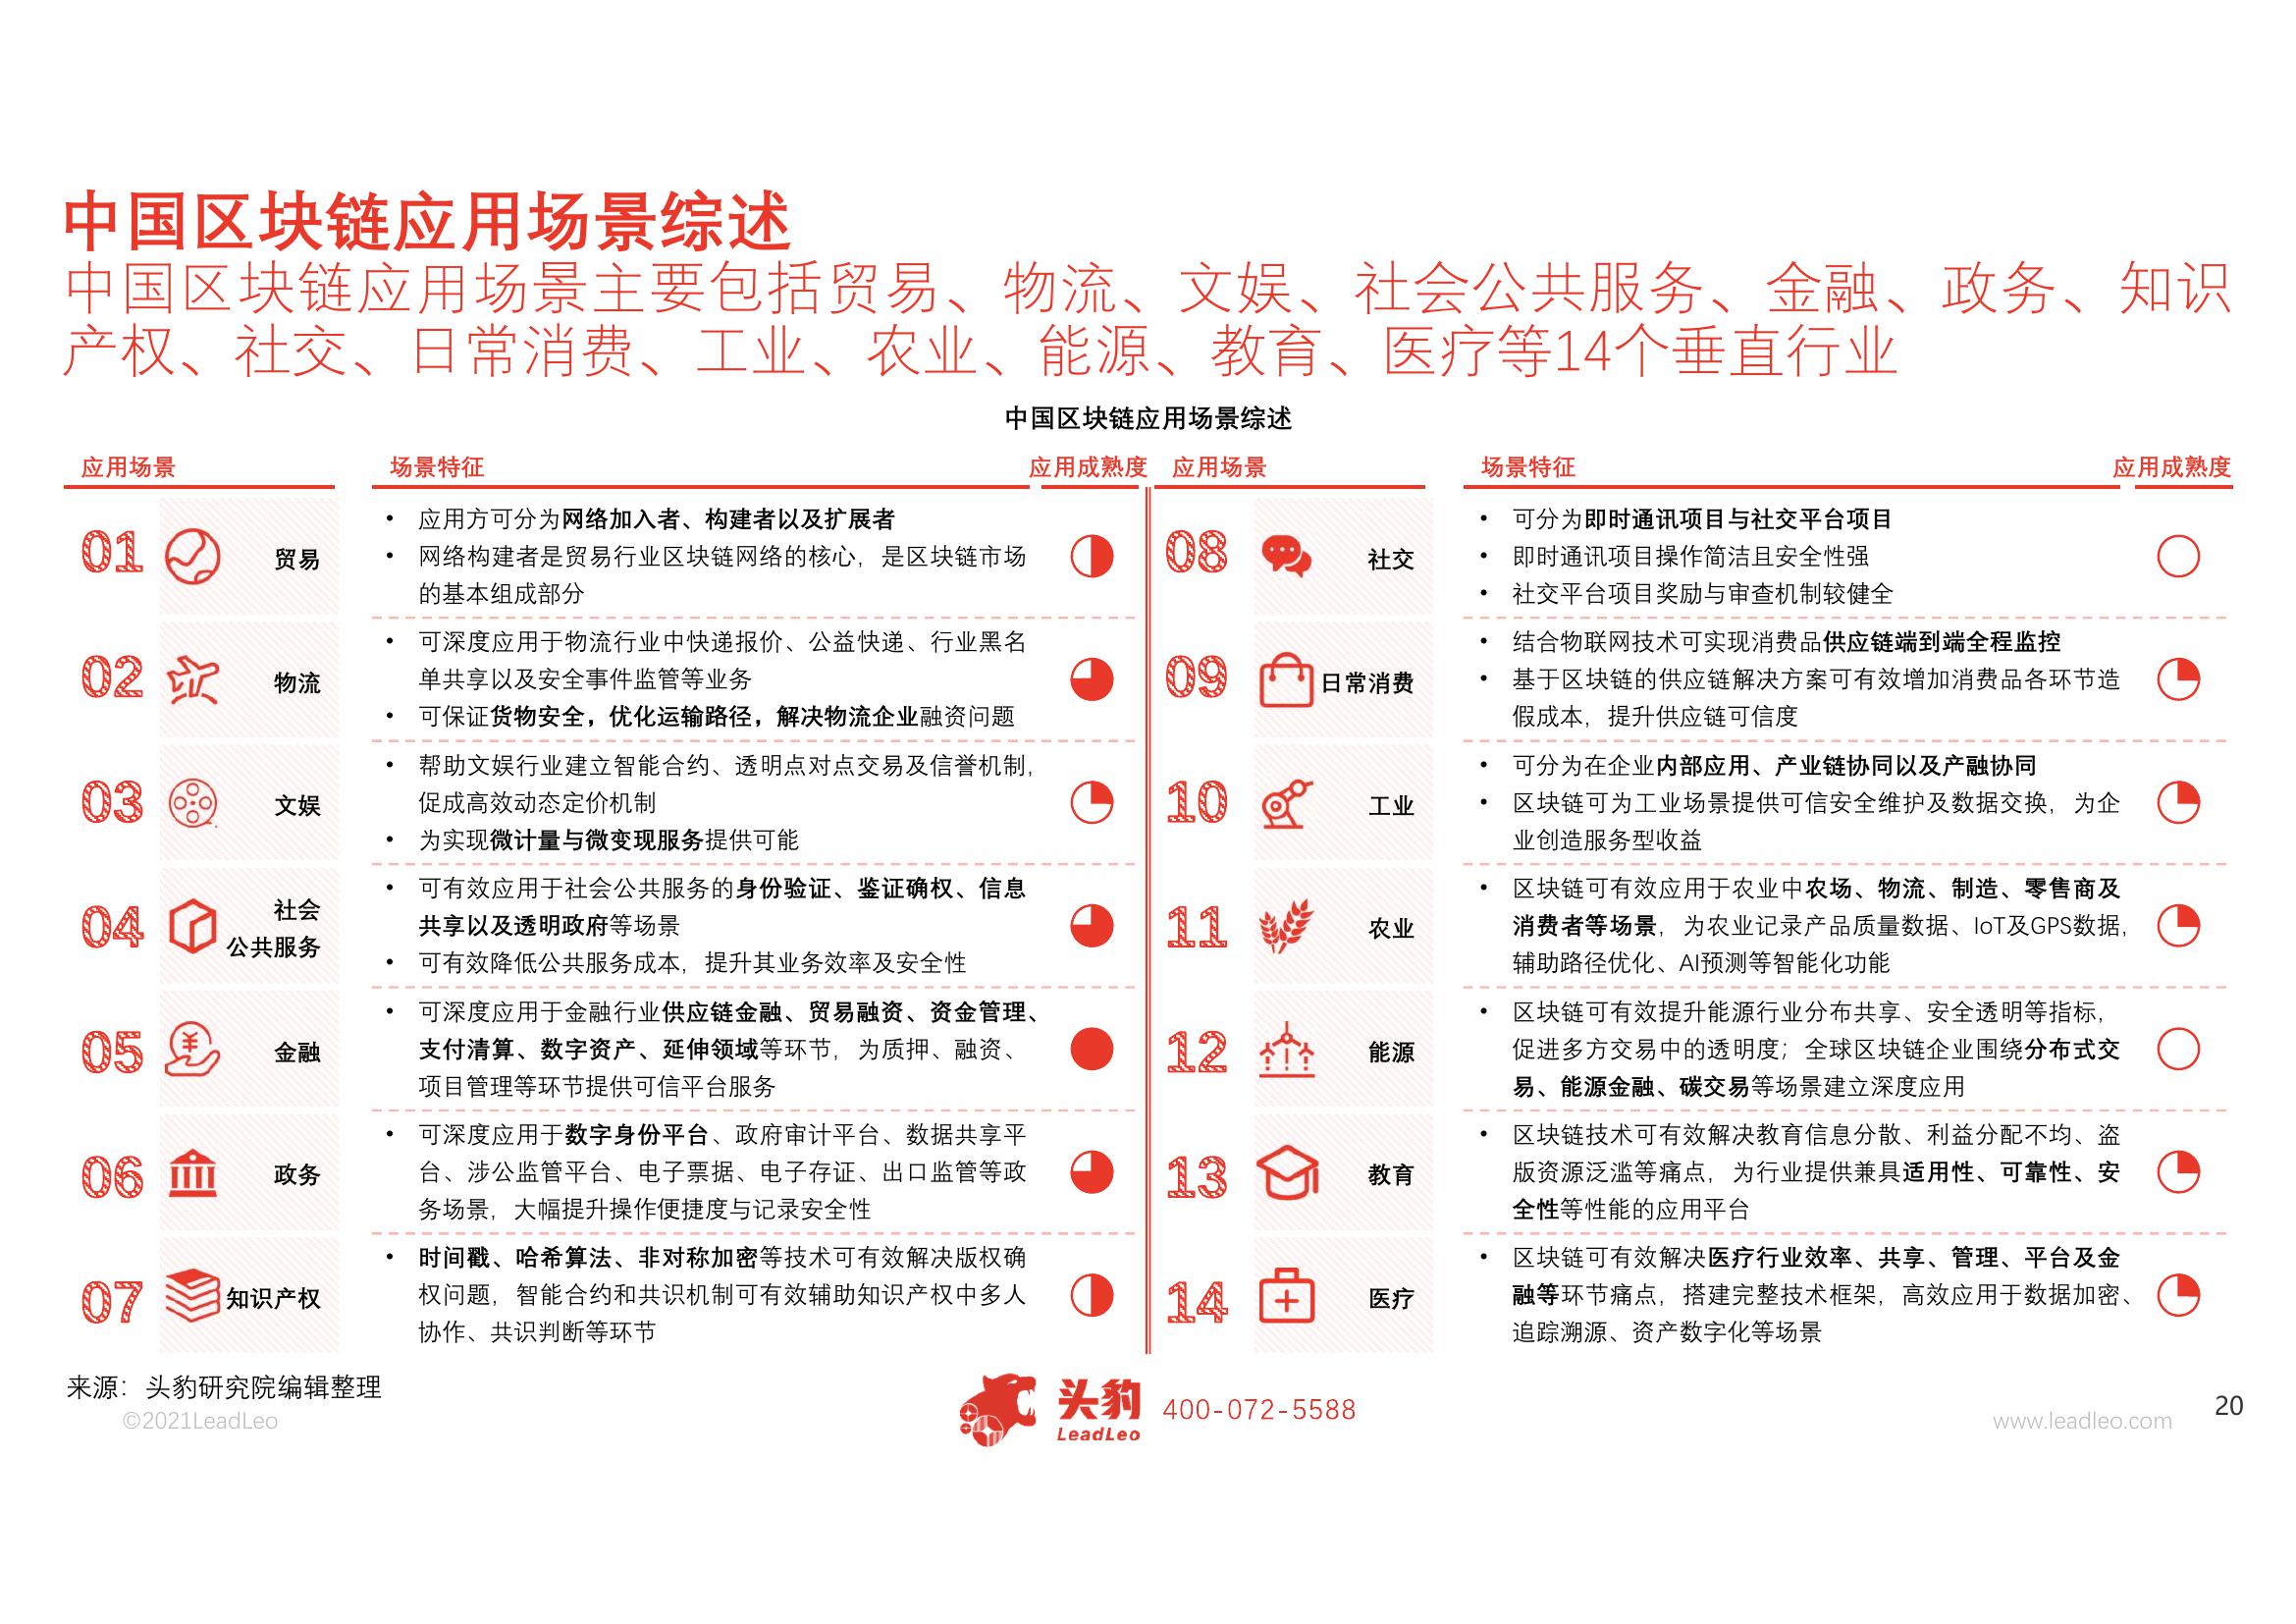 中国区块链应用场景综述
中国区块链应用场景主要包括贸易、物流、文娱、社会公共服务、金融、政务、知识
产权、社交、日常消费、工业、农业、能源、教育、医疗等14个垂直行业
中国区块链应用场景综述
应用场景
场景特征
应用成熟度
01
贸易
• 应用方可分为网络加入者、构建者以及扩展者
• 网络构建者是贸易行业区块链网络的核心，是区块链市场
的基本组成部分
02
物流
• 可深度应用于物流行业中快递报价、公益快递、行业黑名
单共享以及安全事件监管等业务
• 可保证货物安全，优化运输路径，解决物流企业融资问题
03
文娱
• 帮助文娱行业建立智能合约、透明点对点交易及信誉机制，
促成高效动态定价机制
• 为实现微计量与微变现服务提供可能
04
社会
公共服务
• 可有效应用于社会公共服务的身份验证、鉴证确权、信息
共享以及透明政府等场景
• 可有效降低公共服务成本，提升其业务效率及安全性
05
金融
• 可深度应用于金融行业供应链金融、贸易融资、资金管理、
支付清算、数字资产、延伸领域等环节，为质押、融资、
项目管理等环节提供可信平台服务
06
政务
• 可深度应用于数字身份平台、政府审计平台、数据共享平
台、涉公监管平台、电子票据、电子存证、出口监管等政
务场景，大幅提升操作便捷度与记录安全性
07
知识产权
• 时间戳、哈希算法、非对称加密等技术可有效解决版权确
权问题，智能合约和共识机制可有效辅助知识产权中多人
协作、共识判断等环节
应用场景
场景特征
应用成熟度
08
社交
• 可分为即时通讯项目与社交平台项目
• 即时通讯项目操作简洁且安全性强
• 社交平台项目奖励与审查机制较健全
09
日常消费
• 结合物联网技术可实现消费品供应链端到端全程监控
• 基于区块链的供应链解决方案可有效增加消费品各环节造
假成本，提升供应链可信度
10
工业
• 可分为在企业内部应用、产业链协同以及产融协同
• 区块链可为工业场景提供可信安全维护及数据交换，为企
业创造服务型收益
11
农业
• 区块链可有效应用于农业中农场、物流、制造、零售商及
消费者等场景，为农业记录产品质量数据、IoT及GPS数据，
辅助路径优化、AI预测等智能化功能
12
能源
• 区块链可有效提升能源行业分布共享、安全透明等指标，
促进多方交易中的透明度；全球区块链企业围绕分布式交
易、能源金融、碳交易等场景建立深度应用
13
教育
• 区块链技术可有效解决教育信息分散、利益分配不均、盗
版资源泛滥等痛点，为行业提供兼具适用性、可靠性、安
全性等性能的应用平台
14
医疗
• 区块链可有效解决医疗行业效率、共享、管理、平台及金
融等环节痛点，搭建完整技术框架，高效应用于数据加密、
追踪溯源、资产数字化等场景
来源：头豹研究院编辑整理
©2021LeadLeo
头豹
LeadLeo
400-072-5588
www.leadleo.com
20